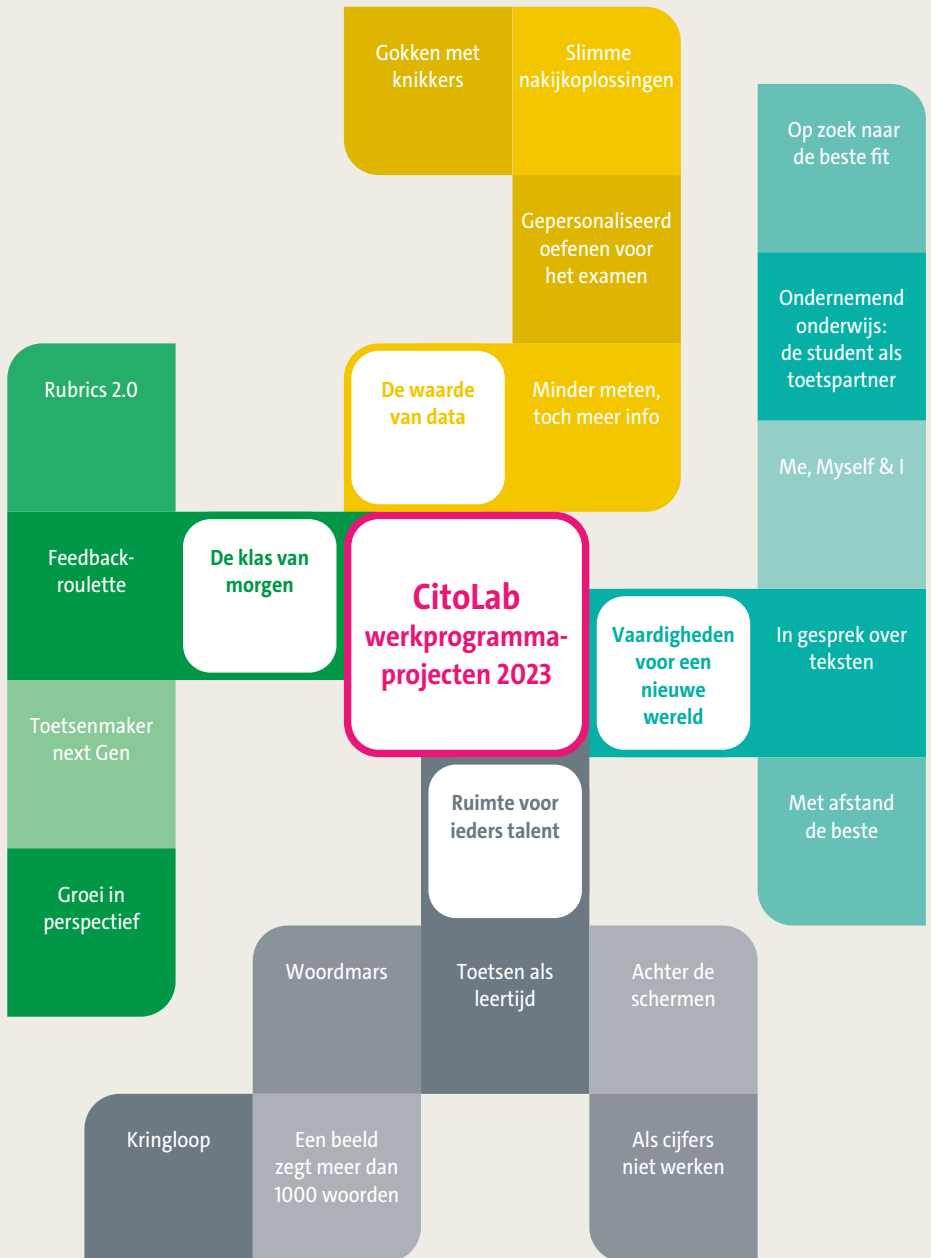 Gokken met
knikkers
Slimme
nakijkoplossingen
Op zoek naar
de beste fit
Gepersonaliseerd
oefenen voor
het examen
Ondernemend
onderwijs:
de student als
toetspartner
Rubrics 2.0
De waarde
van data
Minder meten,
toch meer info
Me, Myself & I
Feedback-
roulette
De klas van
morgen
CitoLab
werkprogramma-
projecten 2023
Vaardigheden
voor een
nieuwe
wereld
In gesprek over
teksten
Toetsenmaker
next Gen
Ruimte voor
ieders talent
Met afstand
de beste
Groei in
perspectief
Woordmars
Toetsen als
leertijd
Achter de
schermen
Kringloop
Een beeld
zegt meer dan
1000 woorden
Als cijfers
niet werken